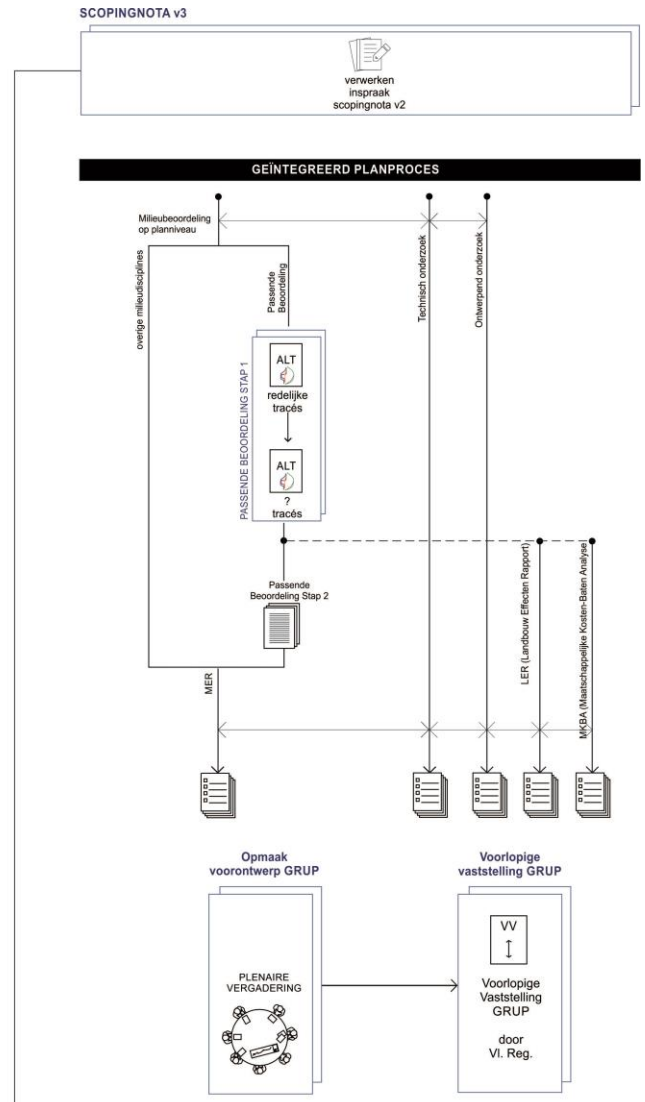 SCOPINGNOTA v3
verwerken
inspraak
scopingnota v2
GEÏNTEGREERD PLANPROCES
Milieubeoordeling
op planniveau
overige milieudisciplines
Passende
Beoordeling
Technisch onderzoek
Ontwerpend onderzoek
PASSENDE BEOORDELING STAP 1
ALT
redelijke
tracés
ALT
?
tracés
Passende
Beoordeling Stap 2
LER (Landbouw Effecten Rapport)
MKBA (Maatschappelijke Kosten-Baten Analyse)
MER
Opmaak
voorontwerp GRUP
PLENAIRE
VERGADERING
Voorlopige
vaststelling GRUP
VV
Voorlopige
Vaststelling
GRUP
door
Vl. Reg.